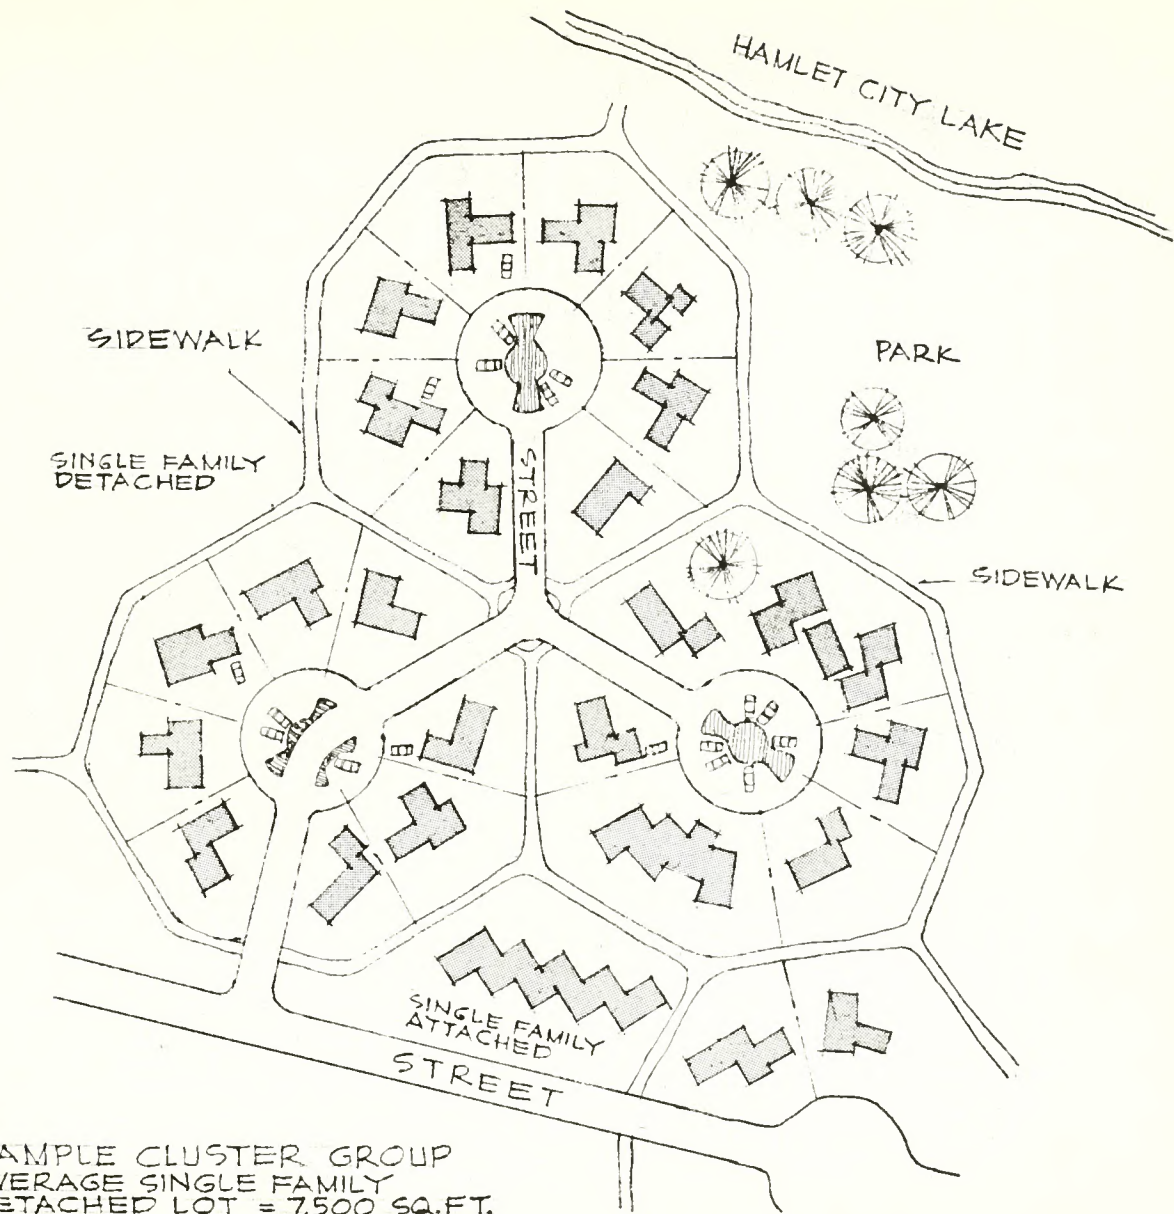 HAMLET CITY LAKE
SIDEWALK
PARK
SINGLE FAMILY
DETACHED
STREET
SIDEWALK
SINGLE FAMILY
ATTACHED
STREET
AMPLE CLUSTER GROUP
VERAGE SINGLE FAMILY
ETACHED LOT = 7,500 SQ.FT.